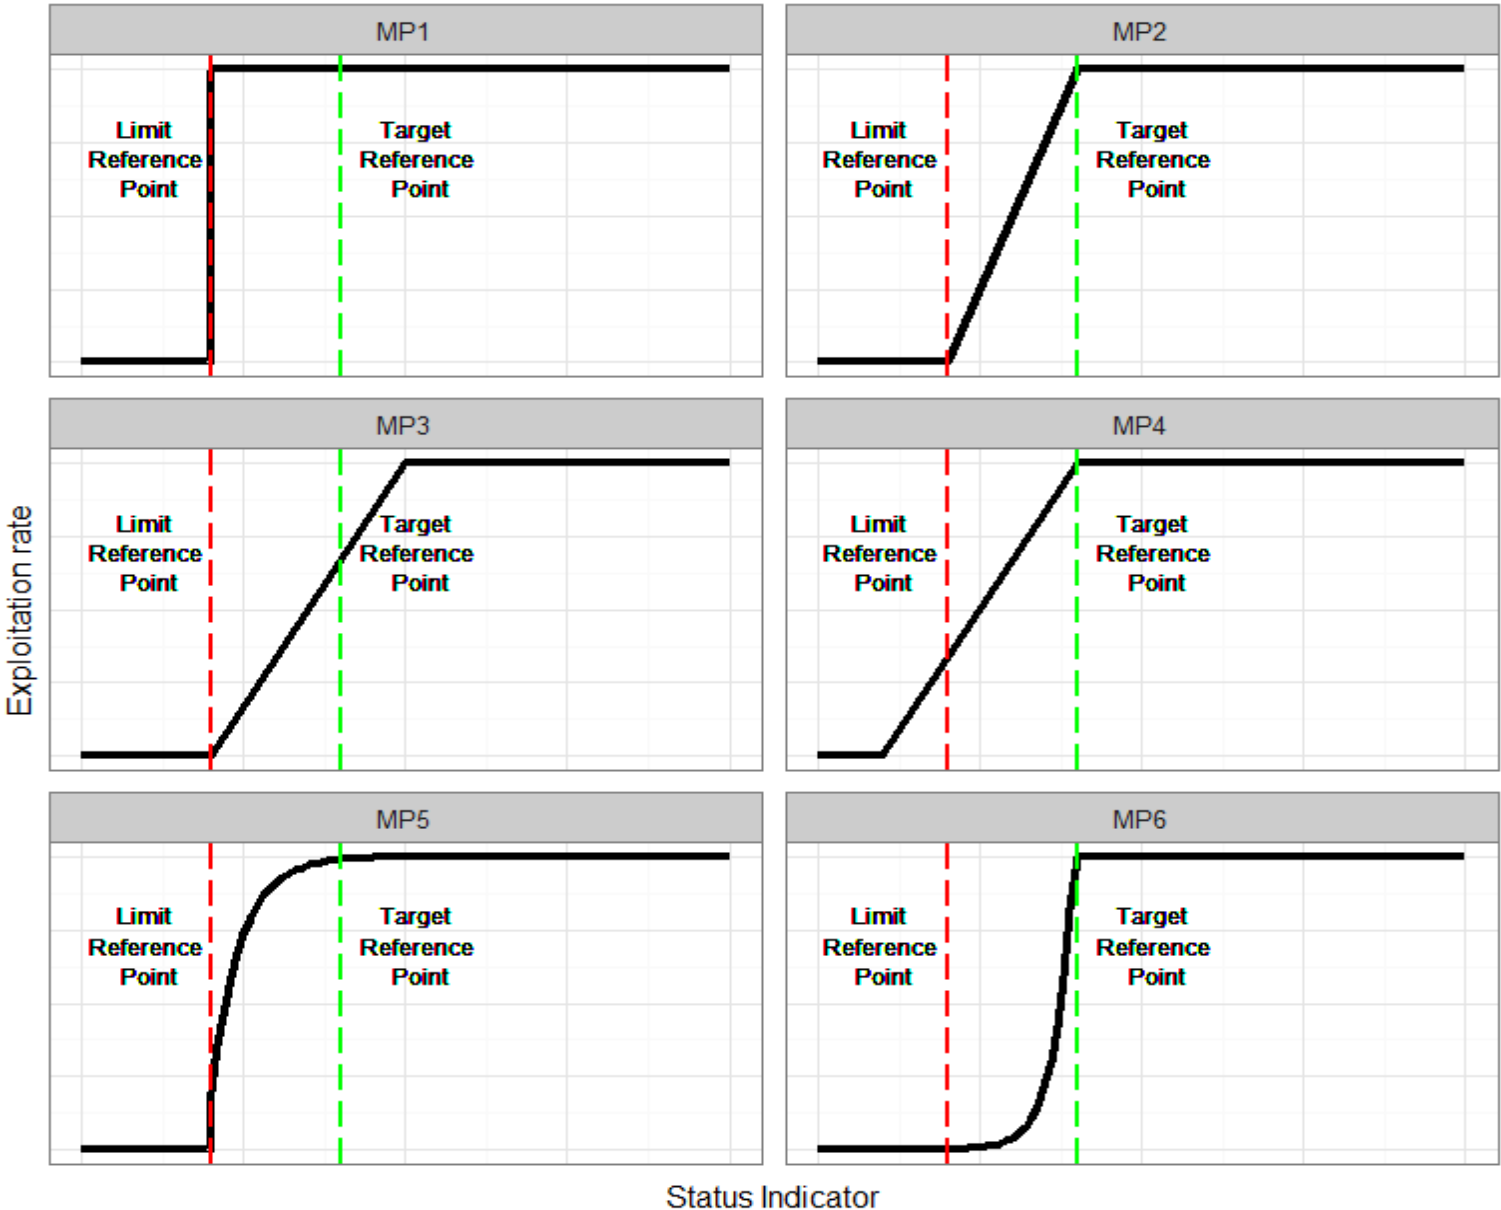 MP1
MP2
Limit
Reference
Point
Target
Reference
Point
Limit
Reference
Point
Target
Reference
Point
MP3
MP4
Exploitation rate
Limit
Reference
Point
Target
Reference
Point
Limit
Reference
Point
Target
Reference
Point
MP5
MP6
Limit
Reference
Point
Target
Reference
Point
Limit
Reference
Point
Target
Reference
Point
Status Indicator